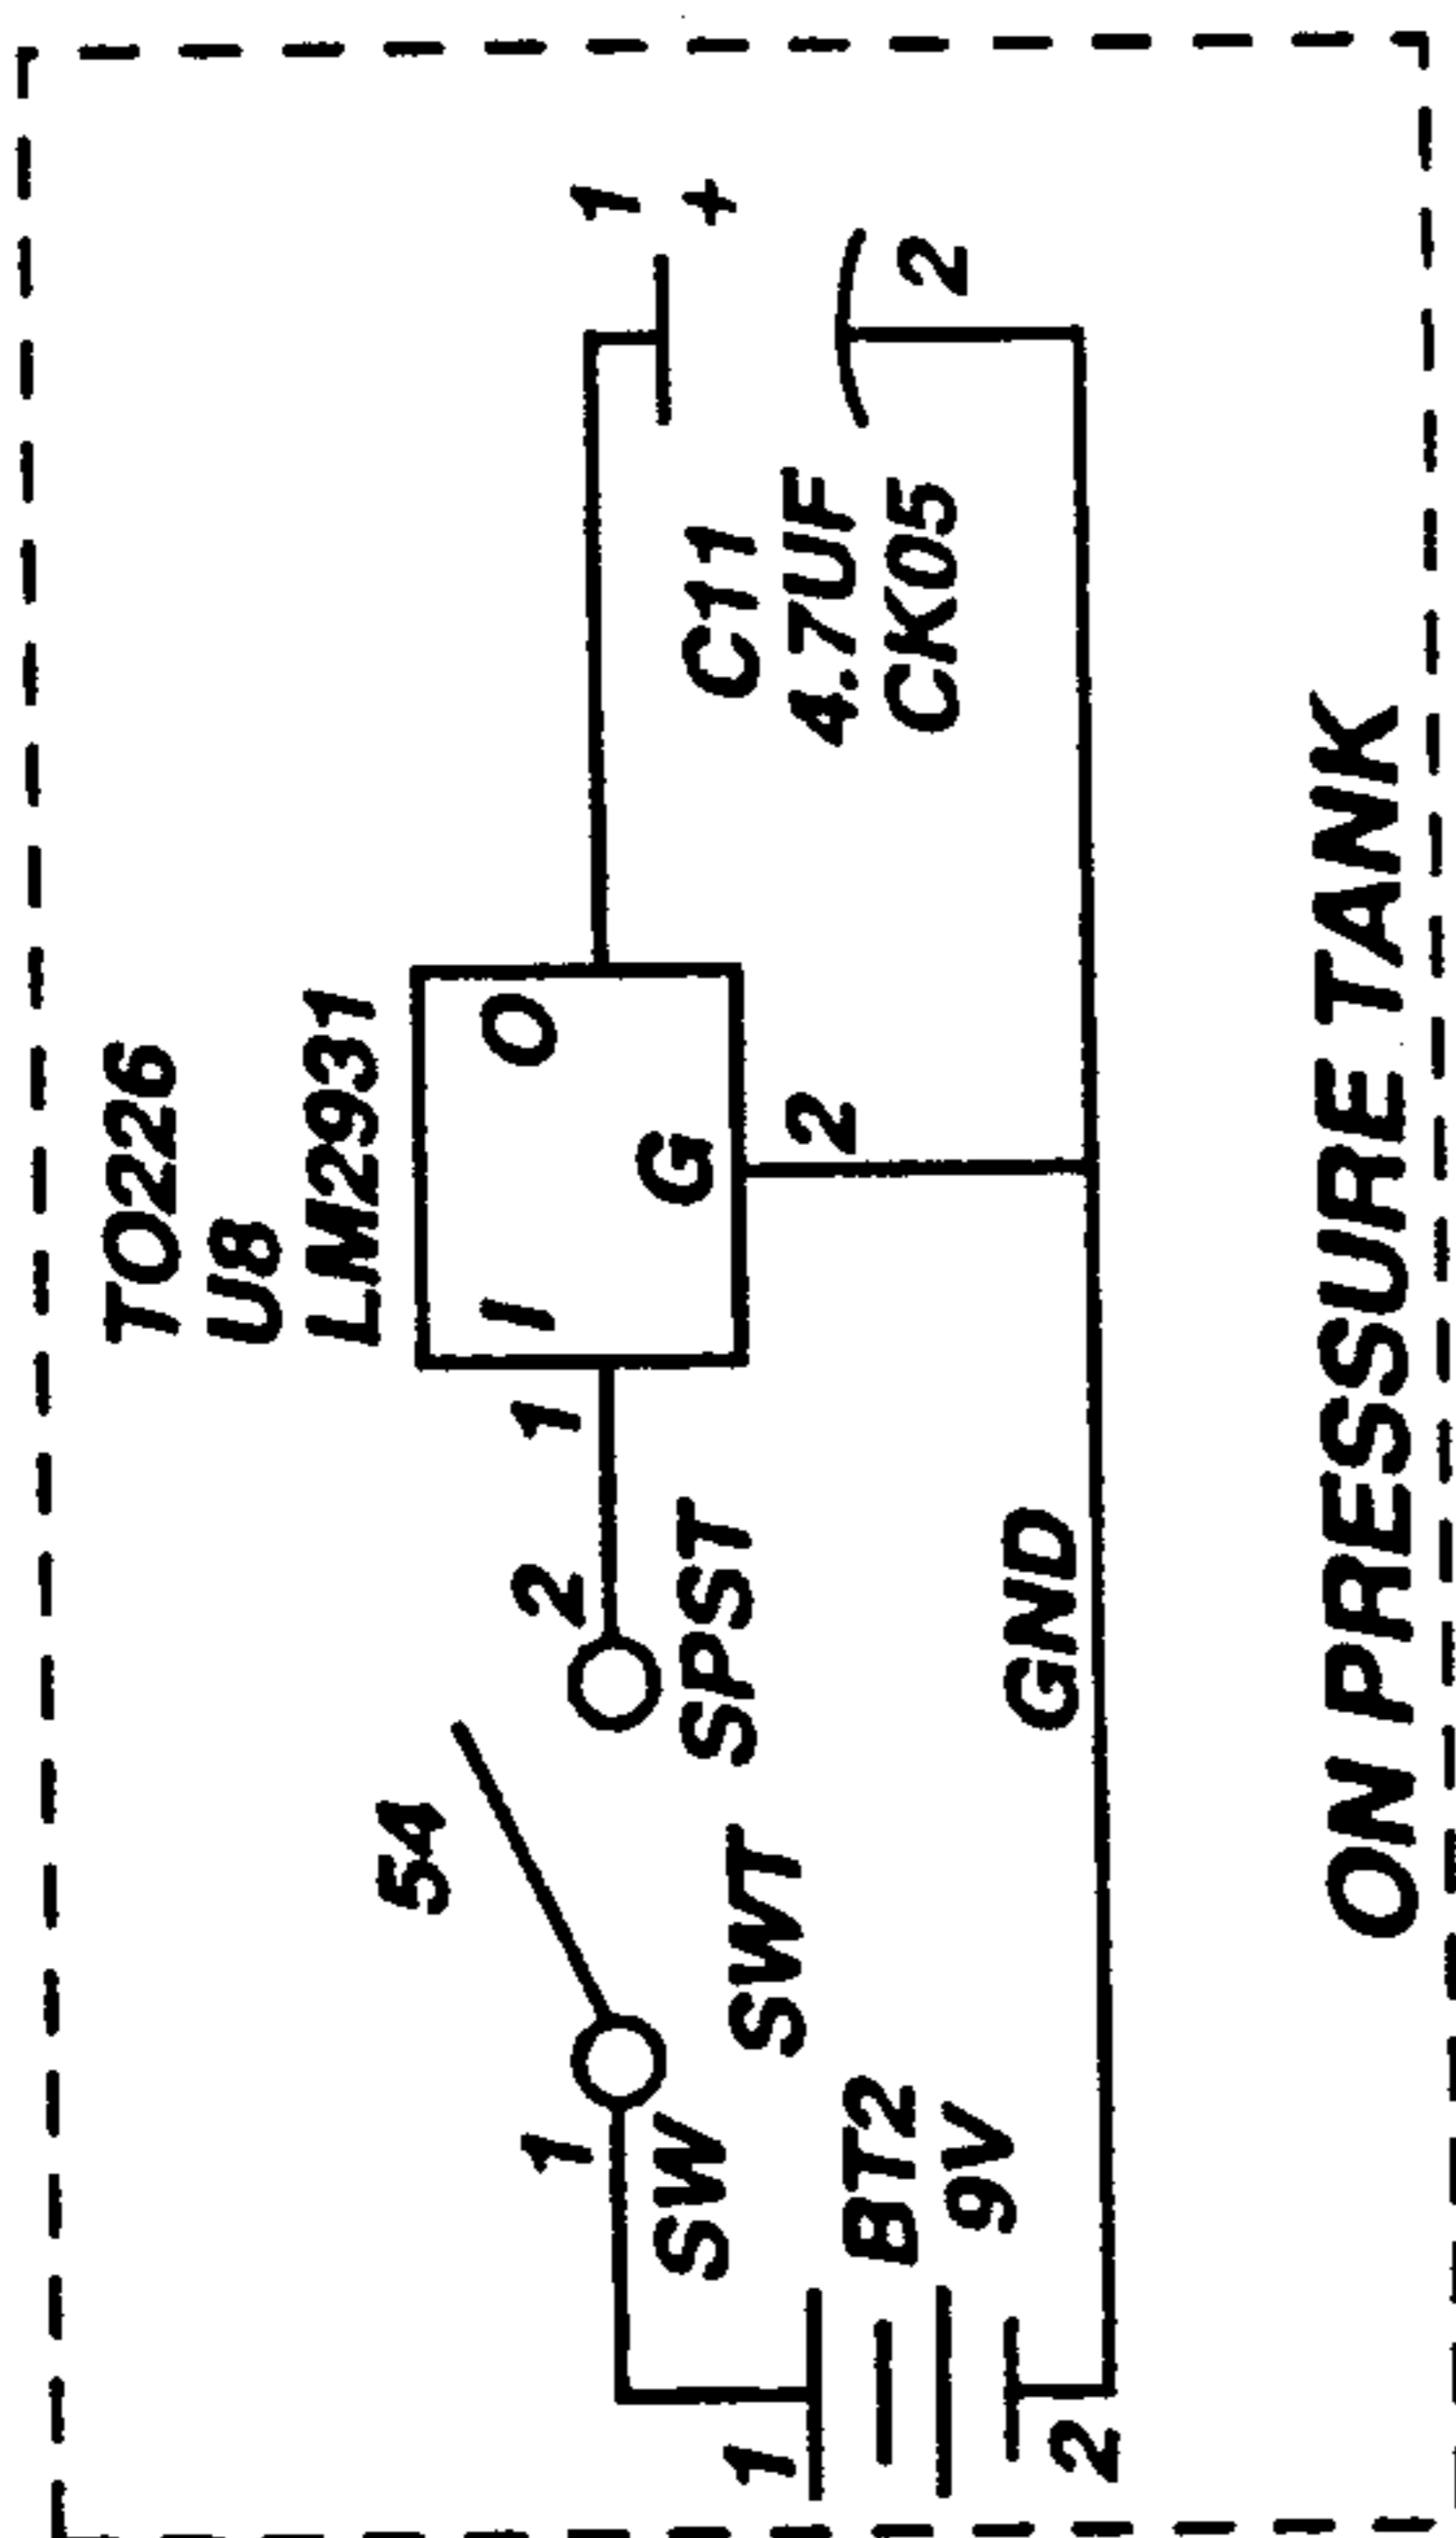 TO226
U8
LM2931
I
O
G
1
2
54
1
2
SW
SWT
SPST
1
2
BT2
9V
GND
1
+
2
C11
4.7UF
CK05
ON PRESSURE TANK